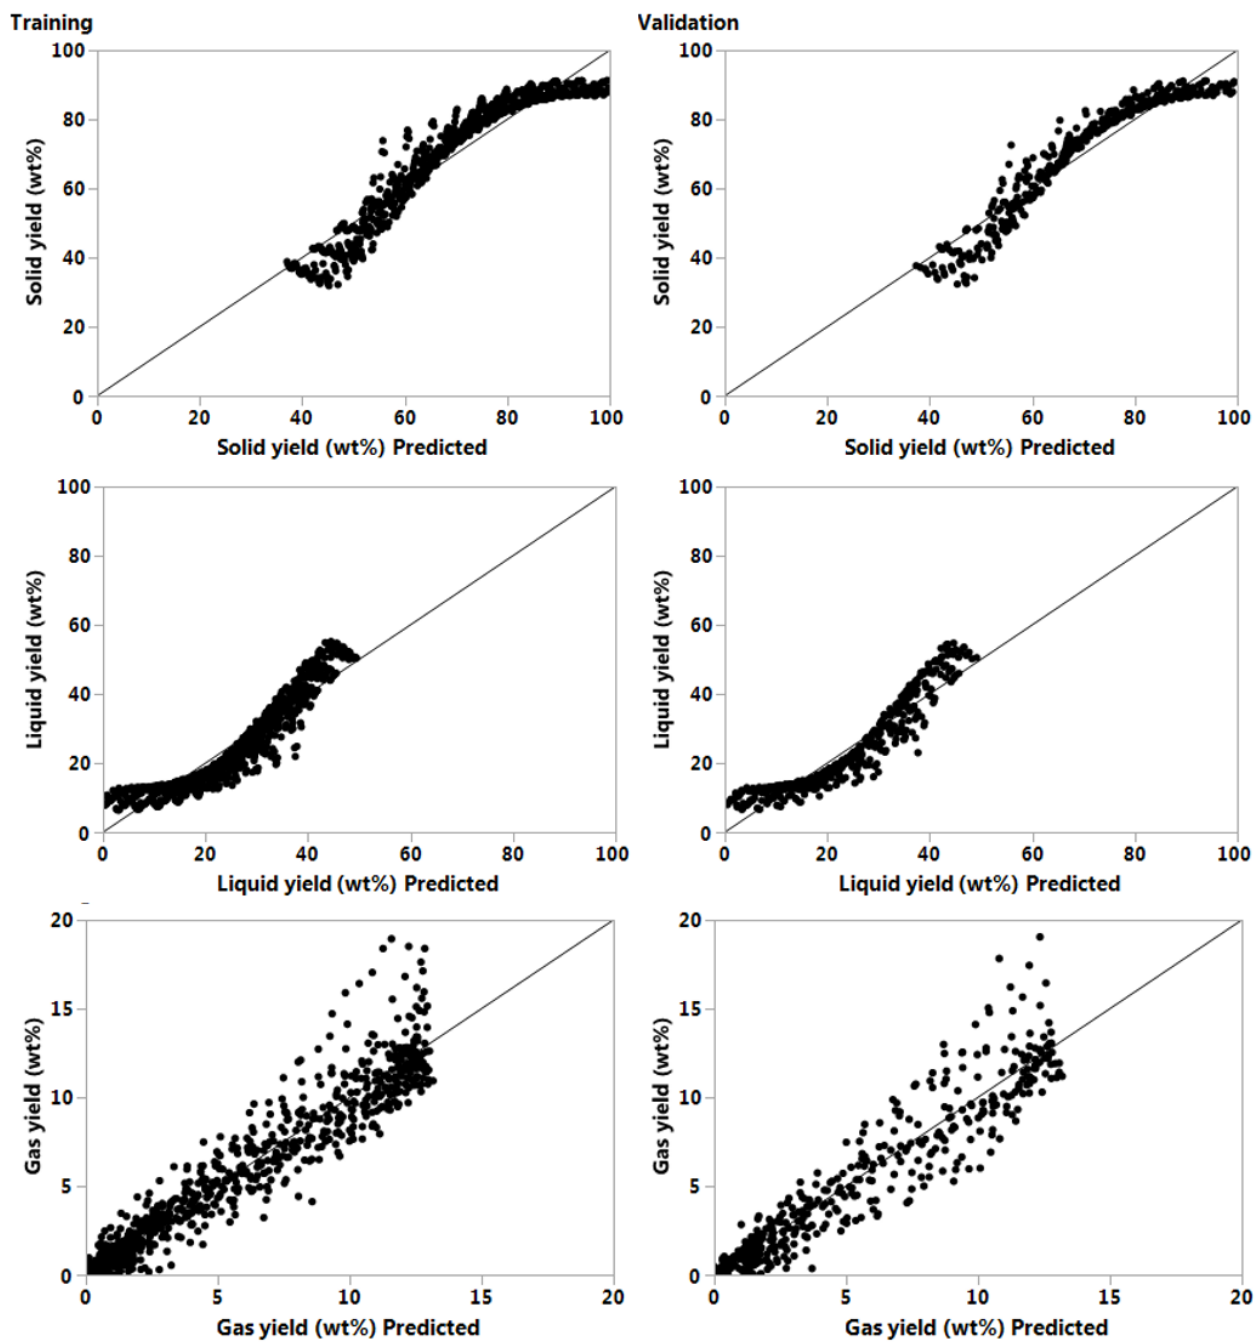 Training
Validation
100
80
60
40
20
0
Solid yield (wt%)
0 20 40 60 80 100
Solid yield (wt%) Predicted
100
80
60
40
20
0
Solid yield (wt%)
0 20 40 60 80 100
Solid yield (wt%) Predicted
100
80
60
40
20
0
Liquid yield (wt%)
0 20 40 60 80 100
Liquid yield (wt%) Predicted
100
80
60
40
20
0
Liquid yield (wt%)
0 20 40 60 80 100
Liquid yield (wt%) Predicted
20
15
10
5
0
Gas yield (wt%)
0 5 10 15 20
Gas yield (wt%) Predicted
20
15
10
5
0
Gas yield (wt%)
0 5 10 15 20
Gas yield (wt%) Predicted